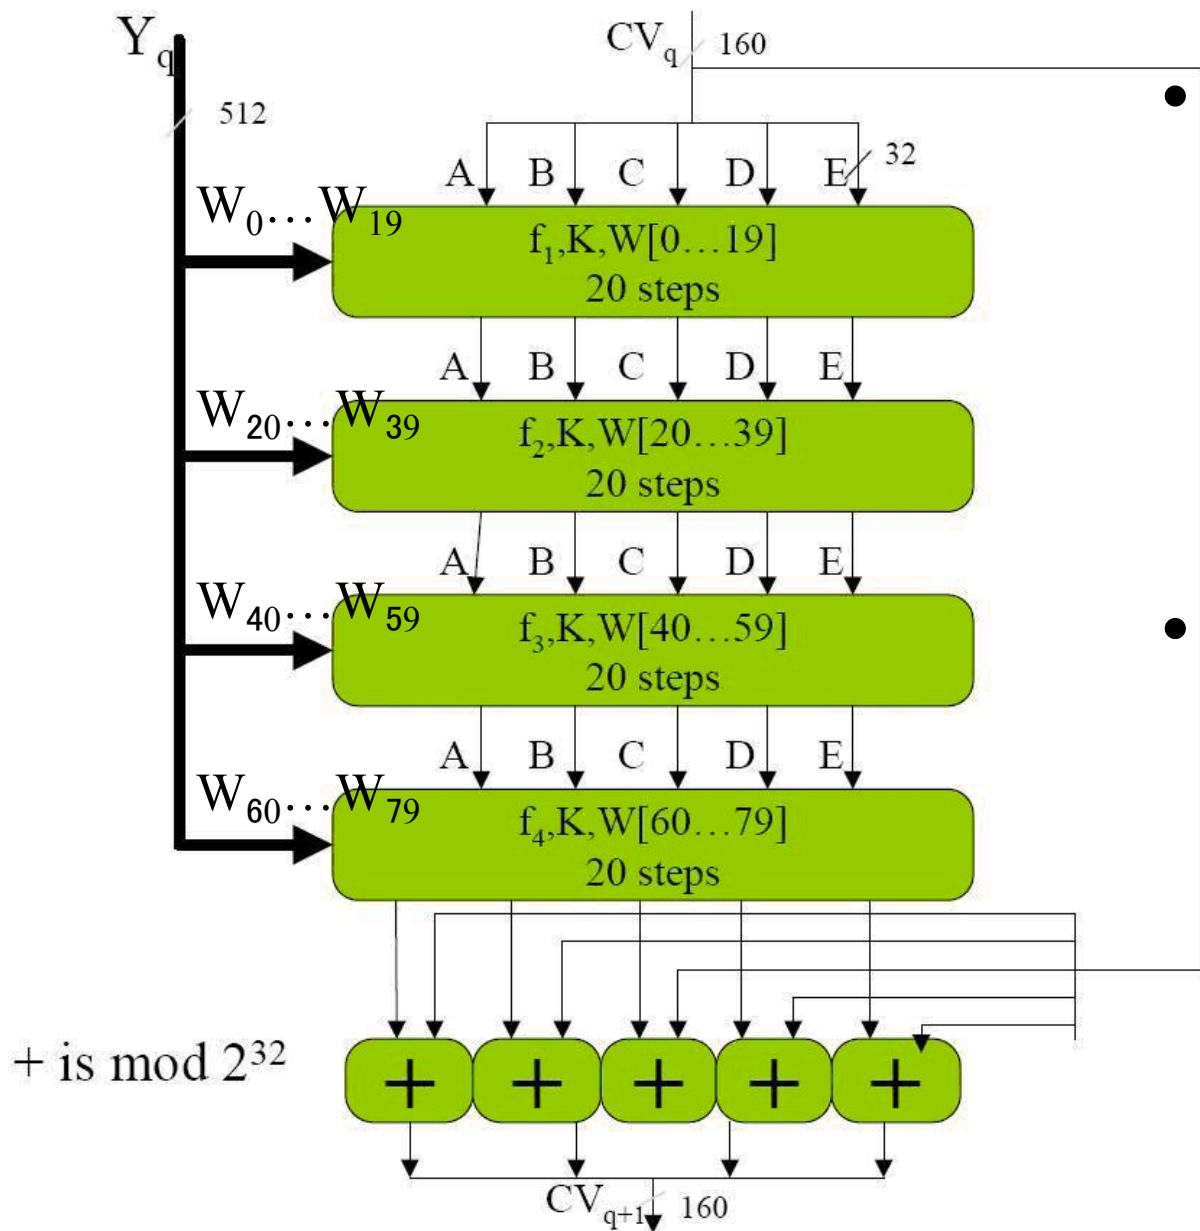 Y_q
CV_q 160
512
32
A B C D E
W_0...W_19
f_1,K,W[0...19]
20 steps
A B C D E
W_20...W_39
f_2,K,W[20...39]
20 steps
A B C D E
W_40...W_59
f_3,K,W[40...59]
20 steps
A B C D E
W_60...W_79
f_4,K,W[60...79]
20 steps
+ is mod 2^32
+ + + + +
CV_q+1 160